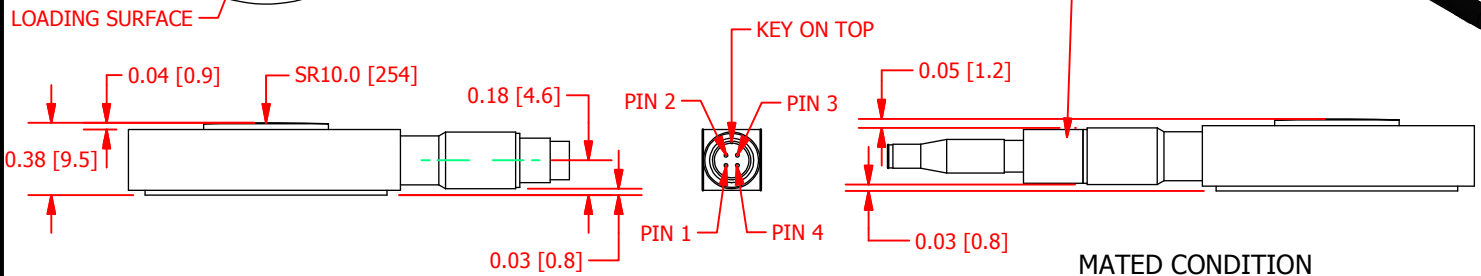 LOADING SURFACE
KEY ON TOP
0.04 [0.9]
SR10.0 [254]
0.05 [1.2]
0.18 [4.6]
PIN 2
PIN 3
0.38 [9.5]
PIN 1
PIN 4
0.03 [0.8]
0.03 [0.8]
MATED CONDITION